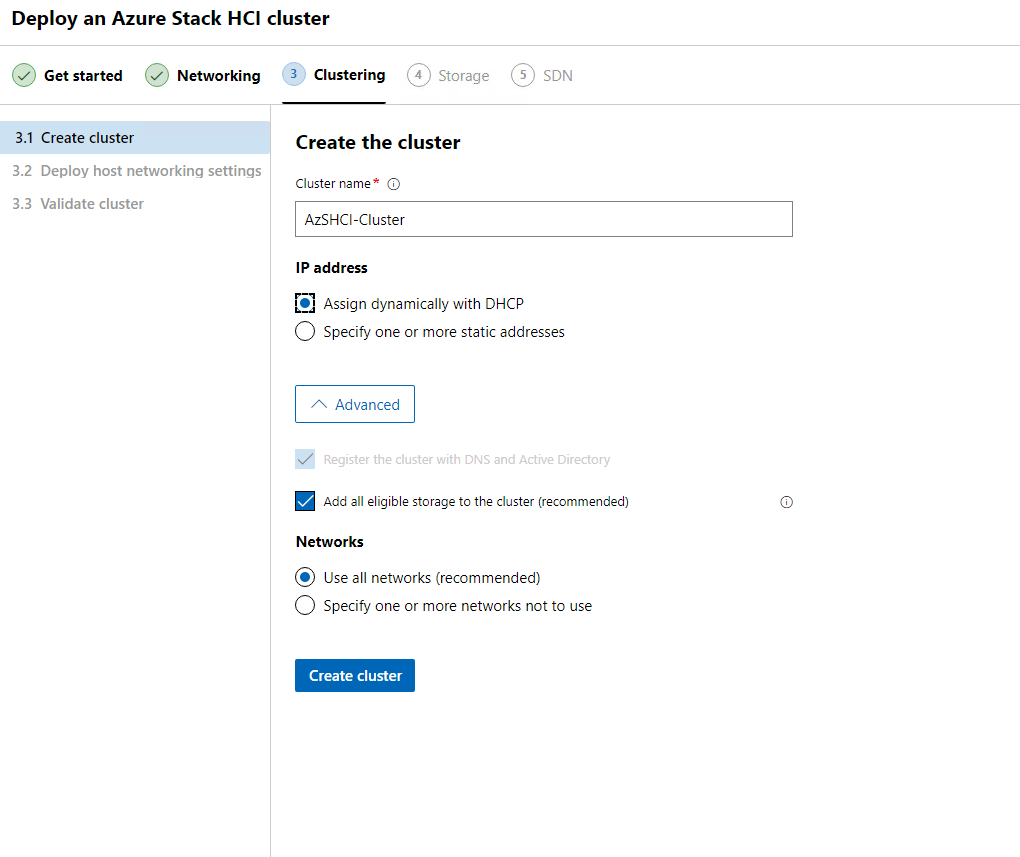 Deploy an Azure Stack HCI cluster
Get started
Networking
3 Clustering
4 Storage
5 SDN
3.1 Create cluster
3.2 Deploy host networking settings
3.3 Validate cluster
Create the cluster
Cluster name*
AzSHCI-Cluster
IP address
Assign dynamically with DHCP
Specify one or more static addresses
Advanced
Register the cluster with DNS and Active Directory
Add all eligible storage to the cluster (recommended)
Networks
Use all networks (recommended)
Specify one or more networks not to use
Create cluster